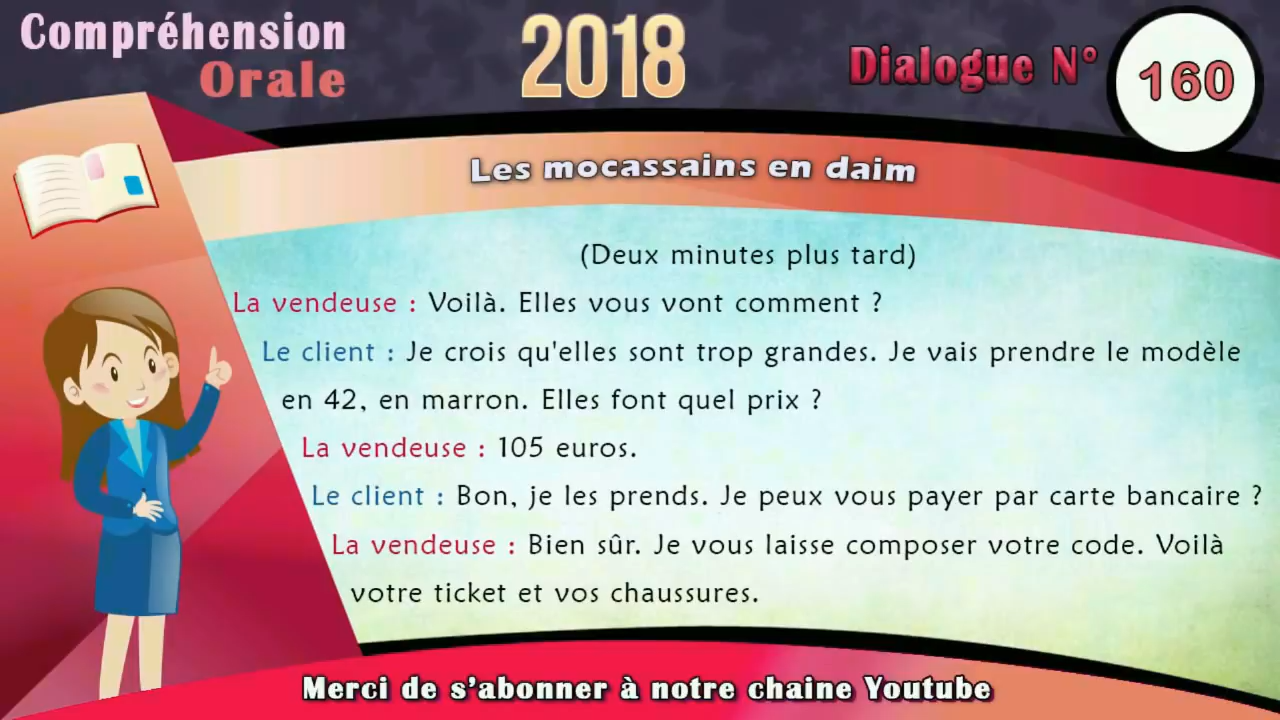 Compréhension
Orale
2018
Dialogue N°
160
Les mocassains en daim
(Deux minutes plus tard)
La vendeuse : Voilà. Elles vous vont comment ?
Le client : Je crois qu'elles sont trop grandes. Je vais prendre le modèle
en 42, en marron. Elles font quel prix ?
La vendeuse : 105 euros.
Le client : Bon, je les prends. Je peux vous payer par carte bancaire ?
La vendeuse : Bien sûr. Je vous laisse composer votre code. Voilà
votre ticket et vos chaussures.
Merci de s'abonner à notre chaine Youtube